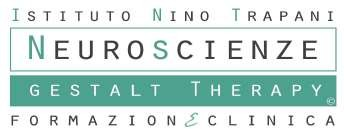 Istituto Nino Trapani
Neuroscienze
Gestalt Therapy ©
FormazionEClinica